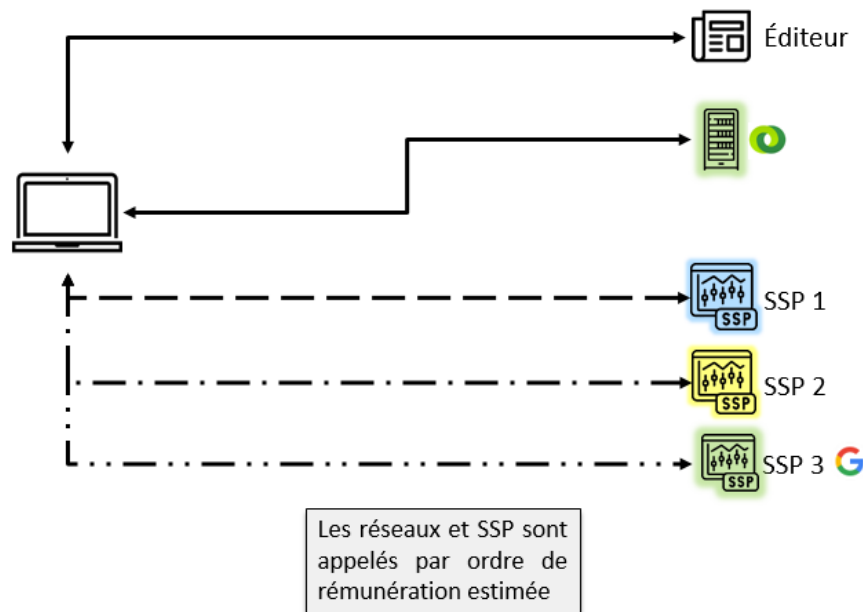 Éditeur
SSP 1
SSP
SSP 2
SSP
SSP 3 G
SSP
Les réseaux et SSP sont
appelés par ordre de
rémunération estimée